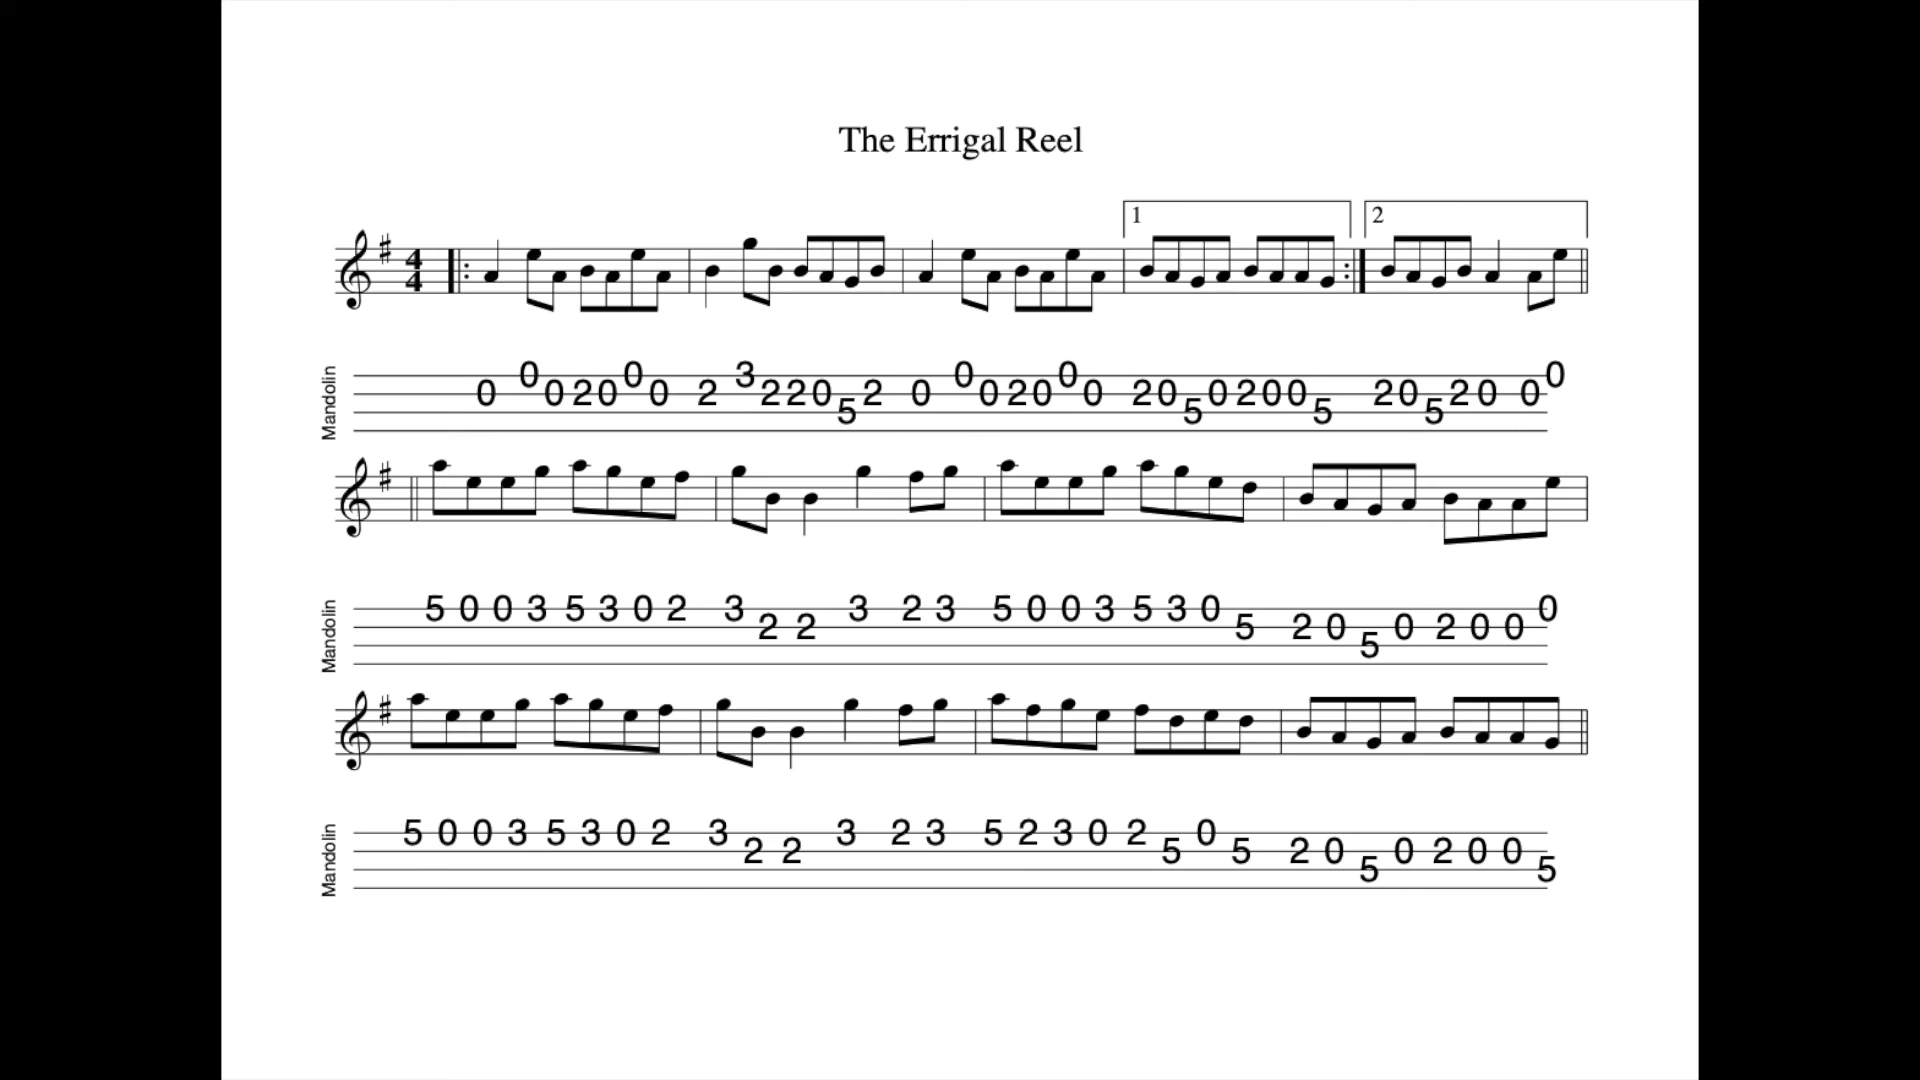 The Errigal Reel
1 2
4
4
Mandolin 0 0 0 2 0 0 0 2 3 2 2 0 5 2 0 0 0 2 0 0 0 2 0 5 0 2 0 0 5 2 0 5 2 0 0 0
Mandolin 5 0 0 3 5 3 0 2 3 2 2 3 2 3 5 0 0 3 5 3 0 5 2 0 5 0 2 0 0 0
Mandolin 5 0 0 3 5 3 0 2 3 2 2 3 2 3 5 2 3 0 2 5 0 5 2 0 5 0 2 0 0 5